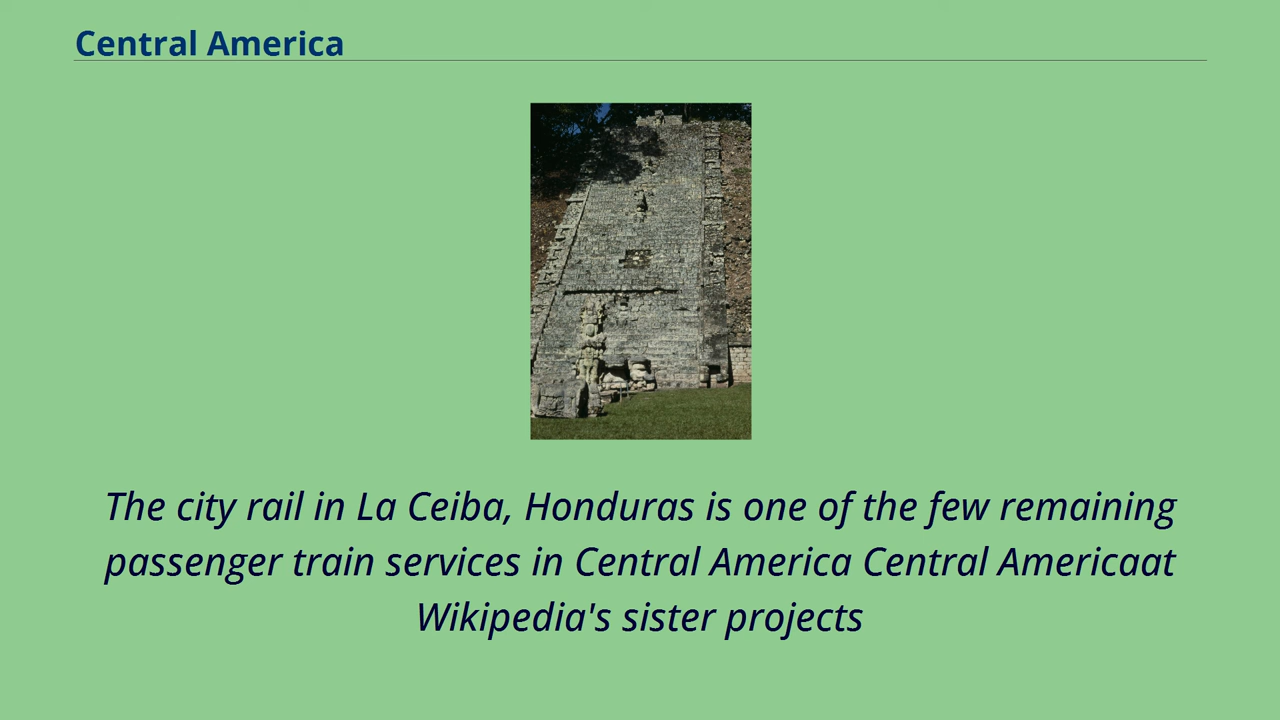 Central America
The city rail in La Ceiba, Honduras is one of the few remaining
passenger train services in Central America Central Americaat
Wikipedia's sister projects